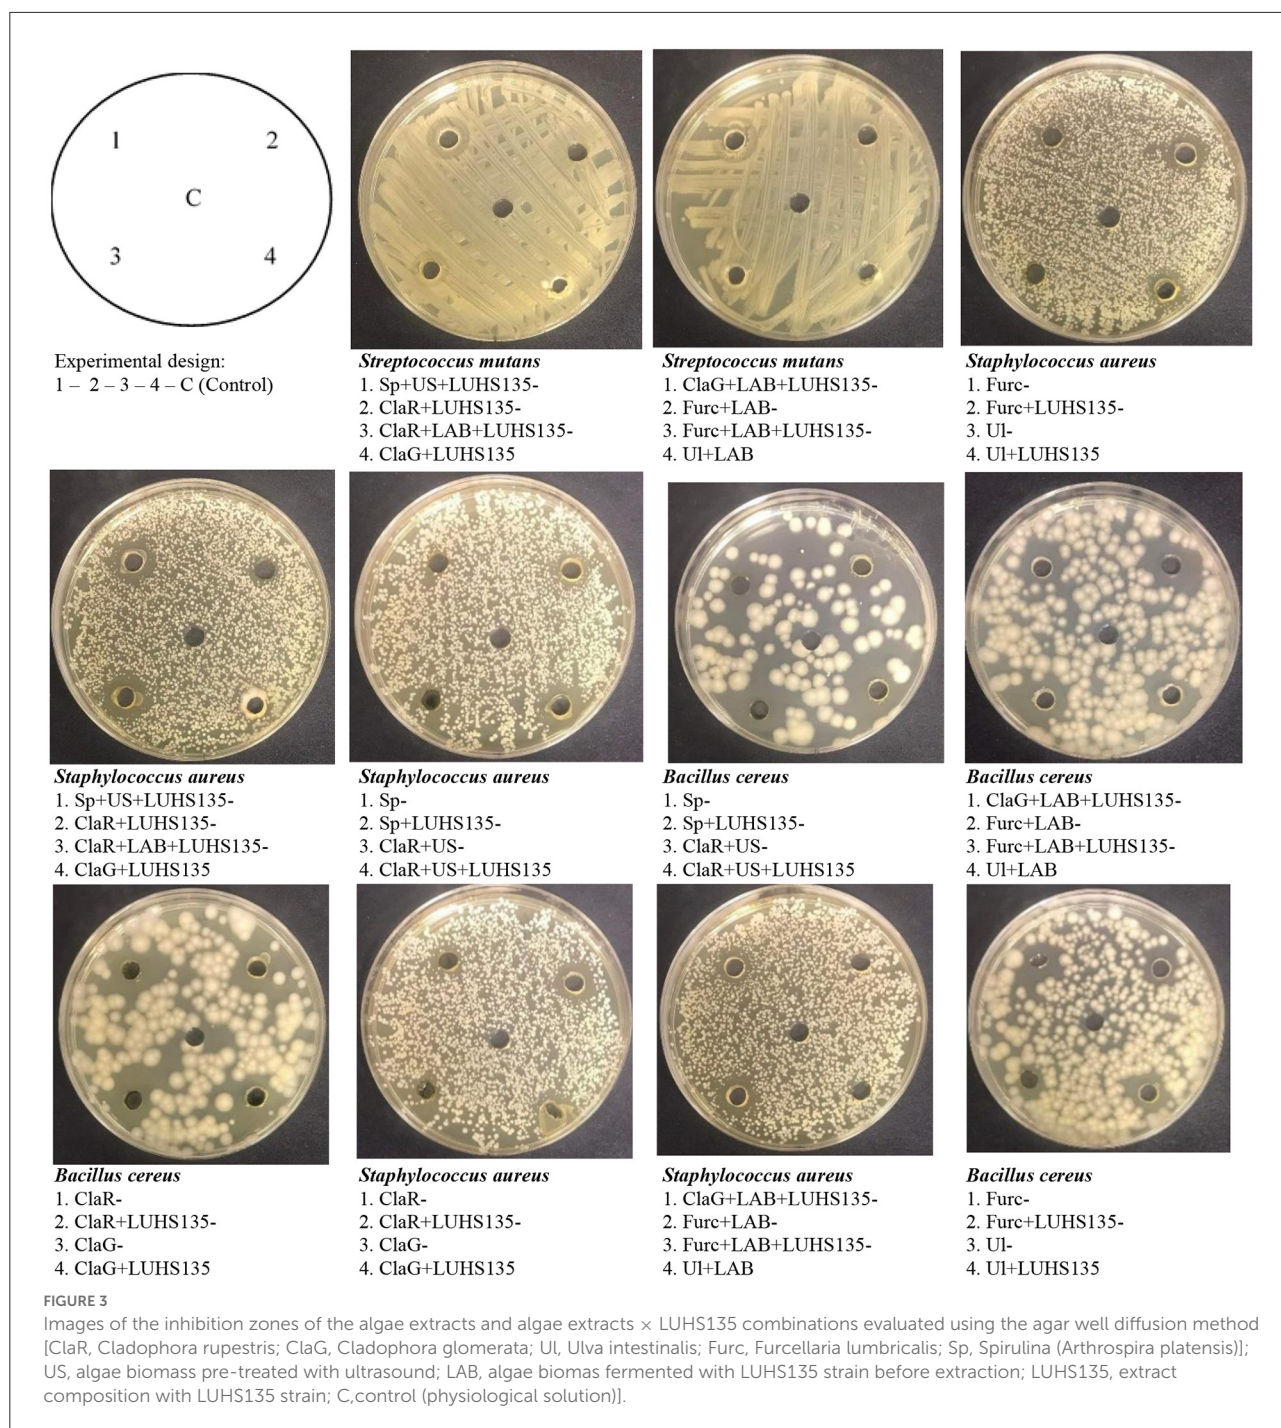 1
2
C
3
4
Experimental design:
1 – 2 – 3 – 4 – C (Control)
Streptococcus mutans
1. Sp+US+LUHS135-
2. ClaR+LUHS135-
3. ClaR+LAB+LUHS135-
4. ClaG+LUHS135
Streptococcus mutans
1. ClaG+LAB+LUHS135-
2. Furc+LAB-
3. Furc+LAB+LUHS135-
4. Ul+LAB
Staphylococcus aureus
1. Furc-
2. Furc+LUHS135-
3. Ul-
4. Ul+LUHS135
Staphylococcus aureus
1. Sp+US+LUHS135-
2. ClaR+LUHS135-
3. ClaR+LAB+LUHS135-
4. ClaG+LUHS135
Staphylococcus aureus
1. Sp-
2. Sp+LUHS135-
3. ClaR+US-
4. ClaR+US+LUHS135
Bacillus cereus
1. Sp-
2. Sp+LUHS135-
3. ClaR+US-
4. ClaR+US+LUHS135
Bacillus cereus
1. ClaG+LAB+LUHS135-
2. Furc+LAB-
3. Furc+LAB+LUHS135-
4. Ul+LAB
Bacillus cereus
1. ClaR-
2. ClaR+LUHS135-
3. ClaG-
4. ClaG+LUHS135
Staphylococcus aureus
1. ClaR-
2. ClaR+LUHS135-
3. ClaG-
4. ClaG+LUHS135
Staphylococcus aureus
1. ClaG+LAB+LUHS135-
2. Furc+LAB-
3. Furc+LAB+LUHS135-
4. Ul+LAB
Bacillus cereus
1. Furc-
2. Furc+LUHS135-
3. Ul-
4. Ul+LUHS135
FIGURE 3
Images of the inhibition zones of the algae extracts and algae extracts × LUHS135 combinations evaluated using the agar well diffusion method
[ClaR, Cladophora rupestris; ClaG, Cladophora glomerata; Ul, Ulva intestinalis; Furc, Furcellaria lumbricalis; Sp, Spirulina (Arthrospira platensis)];
US, algae biomass pre-treated with ultrasound; LAB, algae biomas fermented with LUHS135 strain before extraction; LUHS135, extract
composition with LUHS135 strain; C,control (physiological solution)].